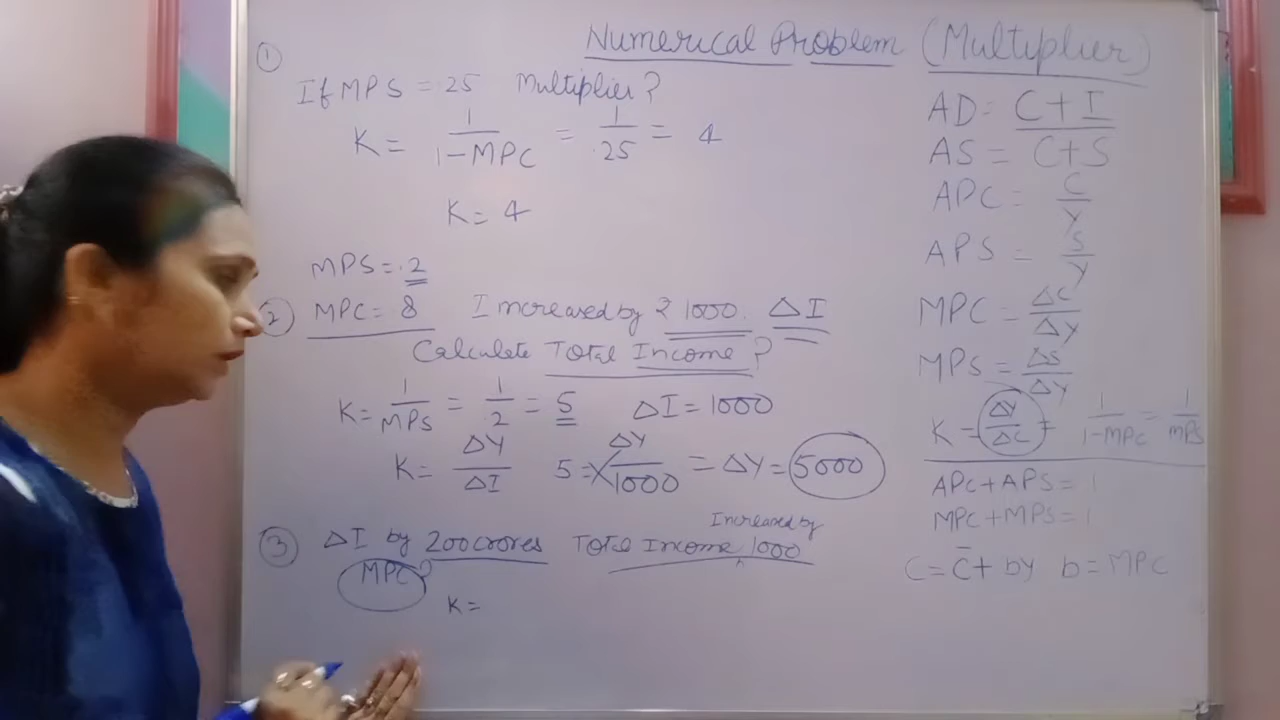 Numerical Problem (Multiplier)
①
If MPS = .25 Multiplier?
K = 1/1-MPC = 1/.25 = 4
K = 4
MPS = .2
② MPC = 8 I increased by ₹ 1000. ΔI
Calculate Total Income?
K = 1/MPS = 1/.2 = 5 ΔI = 1000
K = ΔY/ΔI 5 = ΔY/1000 = ΔY = 5000
Increased by
③ ΔI by 200 crores Total Income 1000
MPC?
K =
AD = C + I
AS = C + S
APC = C/Y
APS = S/Y
MPC = ΔC/ΔY
MPS = ΔS/ΔY
K = ΔY/ΔC = 1/1-MPC = 1/MPS
APC + APS = 1
MPC + MPS = 1
C = C̄ + by b = MPC